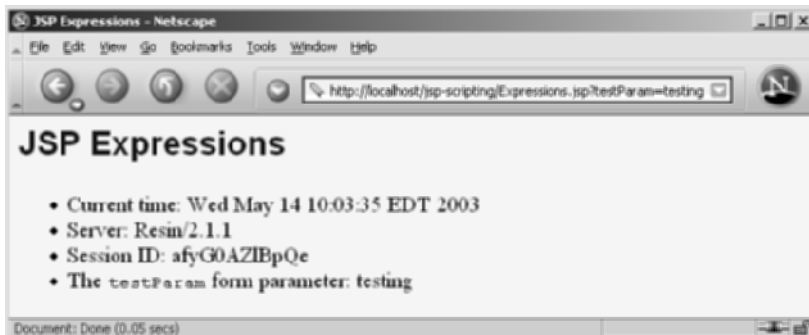 JSP Expressions - Netscape
File Edit View Go Bookmarks Tools Window Help
http://localhost/jsp-scripting/Expressions.jsp?testParam=testing
N
JSP Expressions
• Current time: Wed May 14 10:03:35 EDT 2003
• Server: Resin/2.1.1
• Session ID: afyG0AZlBpQe
• The testParam form parameter: testing
Document: Done (0.05 secs)